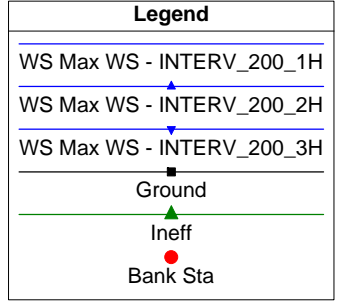 Legend
WS Max WS - INTERV_200_1H
WS Max WS - INTERV_200_2H
WS Max WS - INTERV_200_3H
Ground
Ineff
Bank Sta